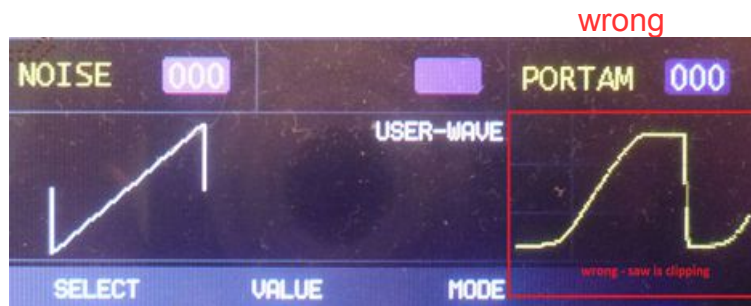 wrong
NOISE 000 PORTAM 000
USER-WAVE
wrong - saw is clipping
SELECT VALUE MODE